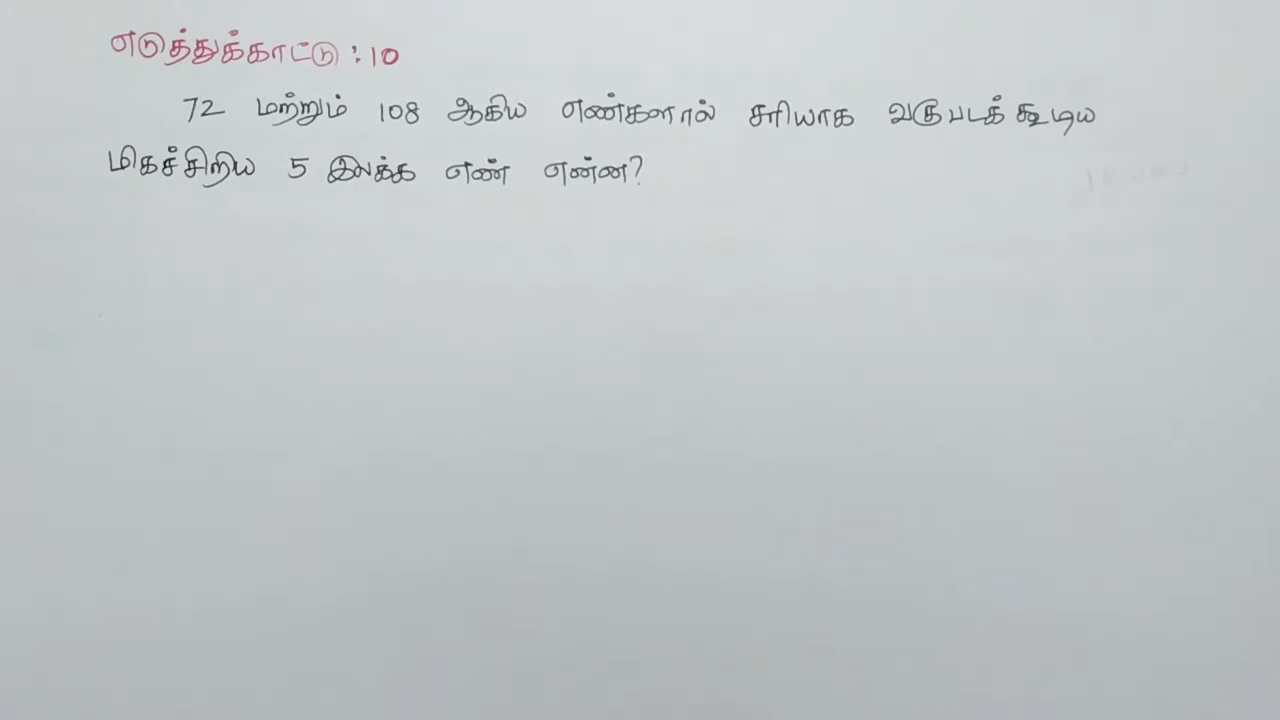 எடுத்துக்காட்டு : 10
72 மற்றும் 108 ஆகிய எண்களால் சரியாக வகுபடக் கூடிய
மிகச்சிறிய 5 இலக்க எண் என்ன?